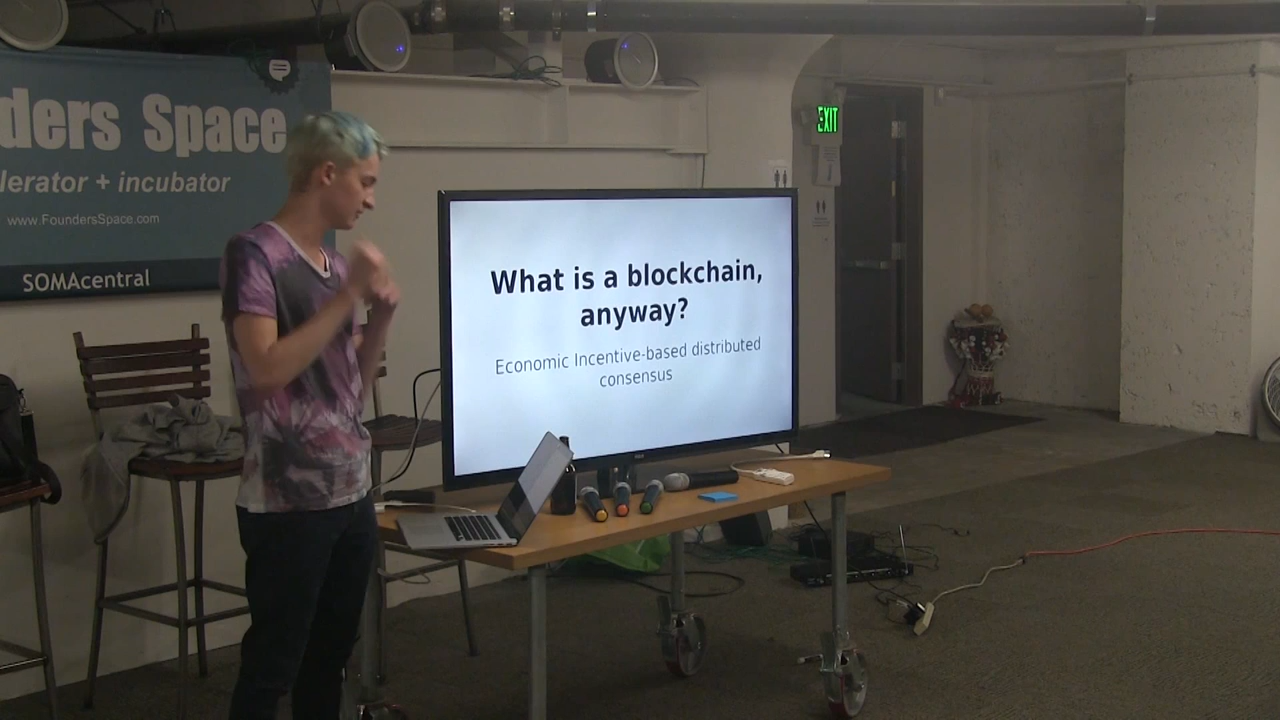 ders Space
lerator + incubator
www.FoundersSpace.com
SOMAcentral
EXIT
What is a blockchain,
anyway?
Economic Incentive-based distributed
consensus